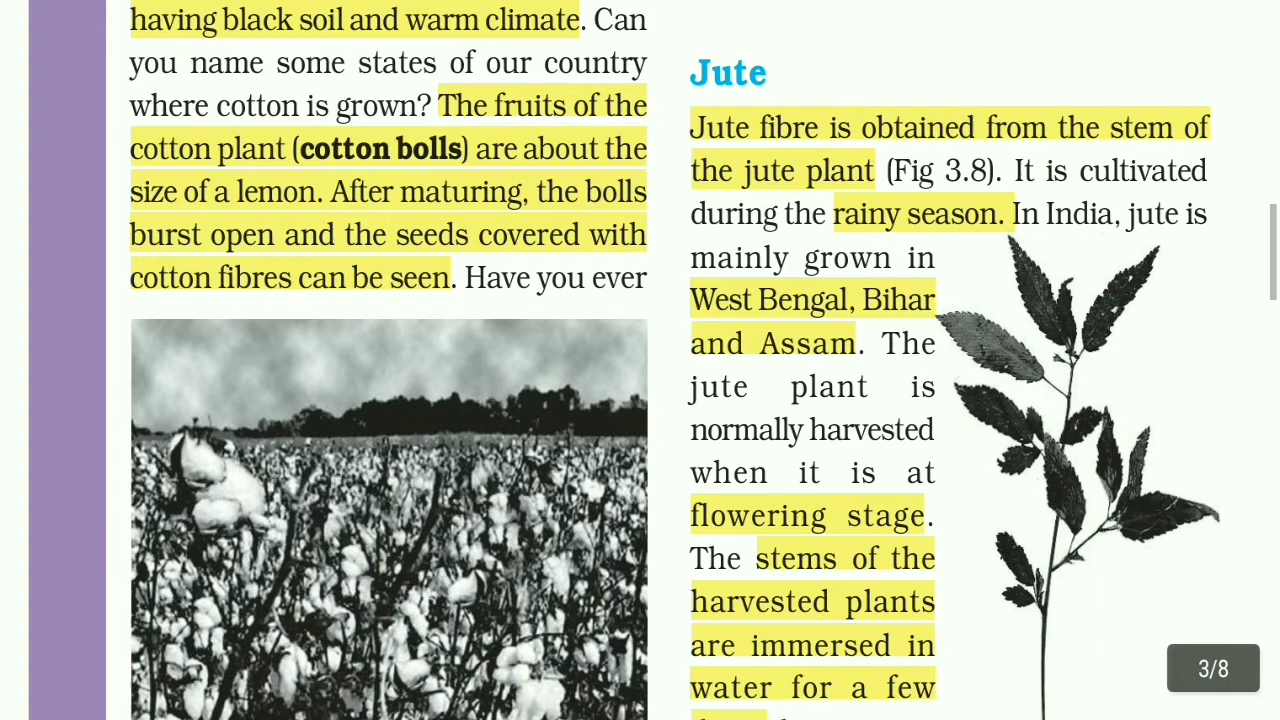 having black soil and warm climate. Can
you name some states of our country
where cotton is grown? The fruits of the
cotton plant (cotton bolls) are about the
size of a lemon. After maturing, the bolls
burst open and the seeds covered with
cotton fibres can be seen. Have you ever
Jute
Jute fibre is obtained from the stem of
the jute plant (Fig 3.8). It is cultivated
during the rainy season. In India, jute is
mainly grown in
West Bengal, Bihar
and Assam. The
jute plant is
normally harvested
when it is at
flowering stage.
The stems of the
harvested plants
are immersed in
water for a few
3/8